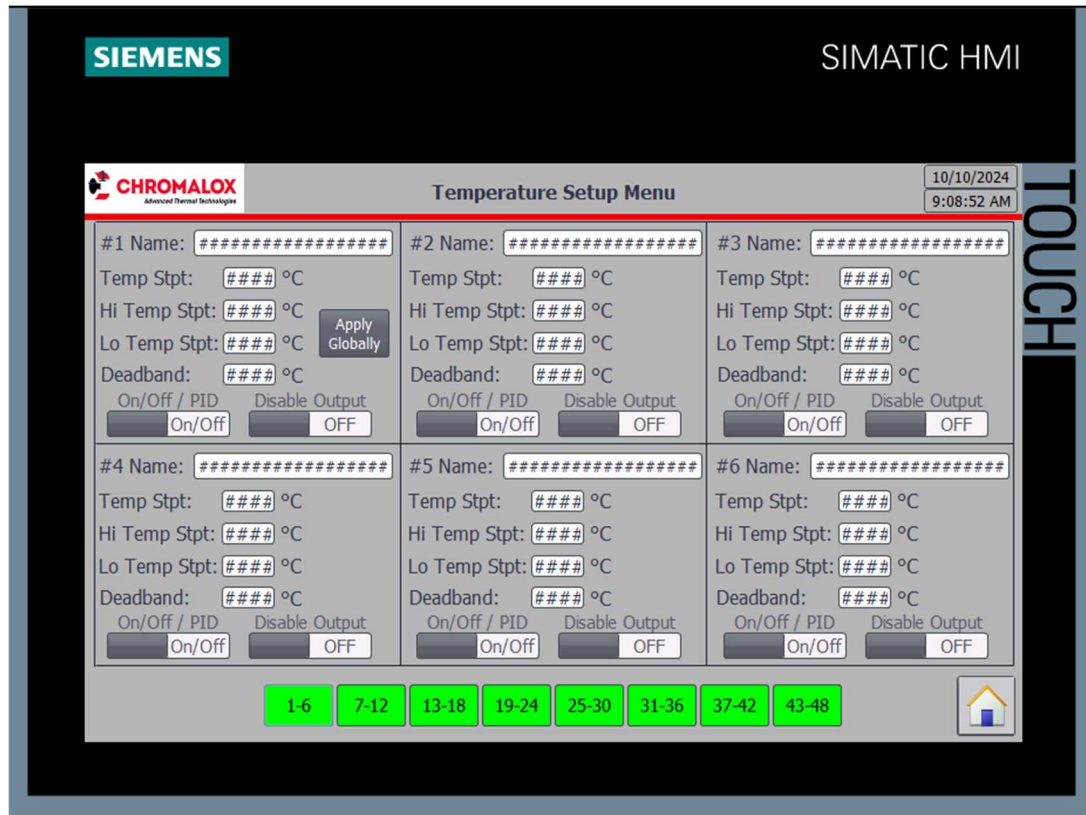 SIEMENS
SIMATIC HMI
TOUCH
CHROMALOX
Advanced Thermal Technologies
Temperature Setup Menu
10/10/2024
9:08:52 AM
#1 Name: ##################
Temp Stpt: #### °C
Hi Temp Stpt: #### °C
Lo Temp Stpt: #### °C
Apply
Globally
Deadband: #### °C
On/Off / PID Disable Output
On/Off OFF
#2 Name: ##################
Temp Stpt: #### °C
Hi Temp Stpt: #### °C
Lo Temp Stpt: #### °C
Deadband: #### °C
On/Off / PID Disable Output
On/Off OFF
#3 Name: ##################
Temp Stpt: #### °C
Hi Temp Stpt: #### °C
Lo Temp Stpt: #### °C
Deadband: #### °C
On/Off / PID Disable Output
On/Off OFF
#4 Name: ##################
Temp Stpt: #### °C
Hi Temp Stpt: #### °C
Lo Temp Stpt: #### °C
Deadband: #### °C
On/Off / PID Disable Output
On/Off OFF
#5 Name: ##################
Temp Stpt: #### °C
Hi Temp Stpt: #### °C
Lo Temp Stpt: #### °C
Deadband: #### °C
On/Off / PID Disable Output
On/Off OFF
#6 Name: ##################
Temp Stpt: #### °C
Hi Temp Stpt: #### °C
Lo Temp Stpt: #### °C
Deadband: #### °C
On/Off / PID Disable Output
On/Off OFF
1-6 7-12 13-18 19-24 25-30 31-36 37-42 43-48